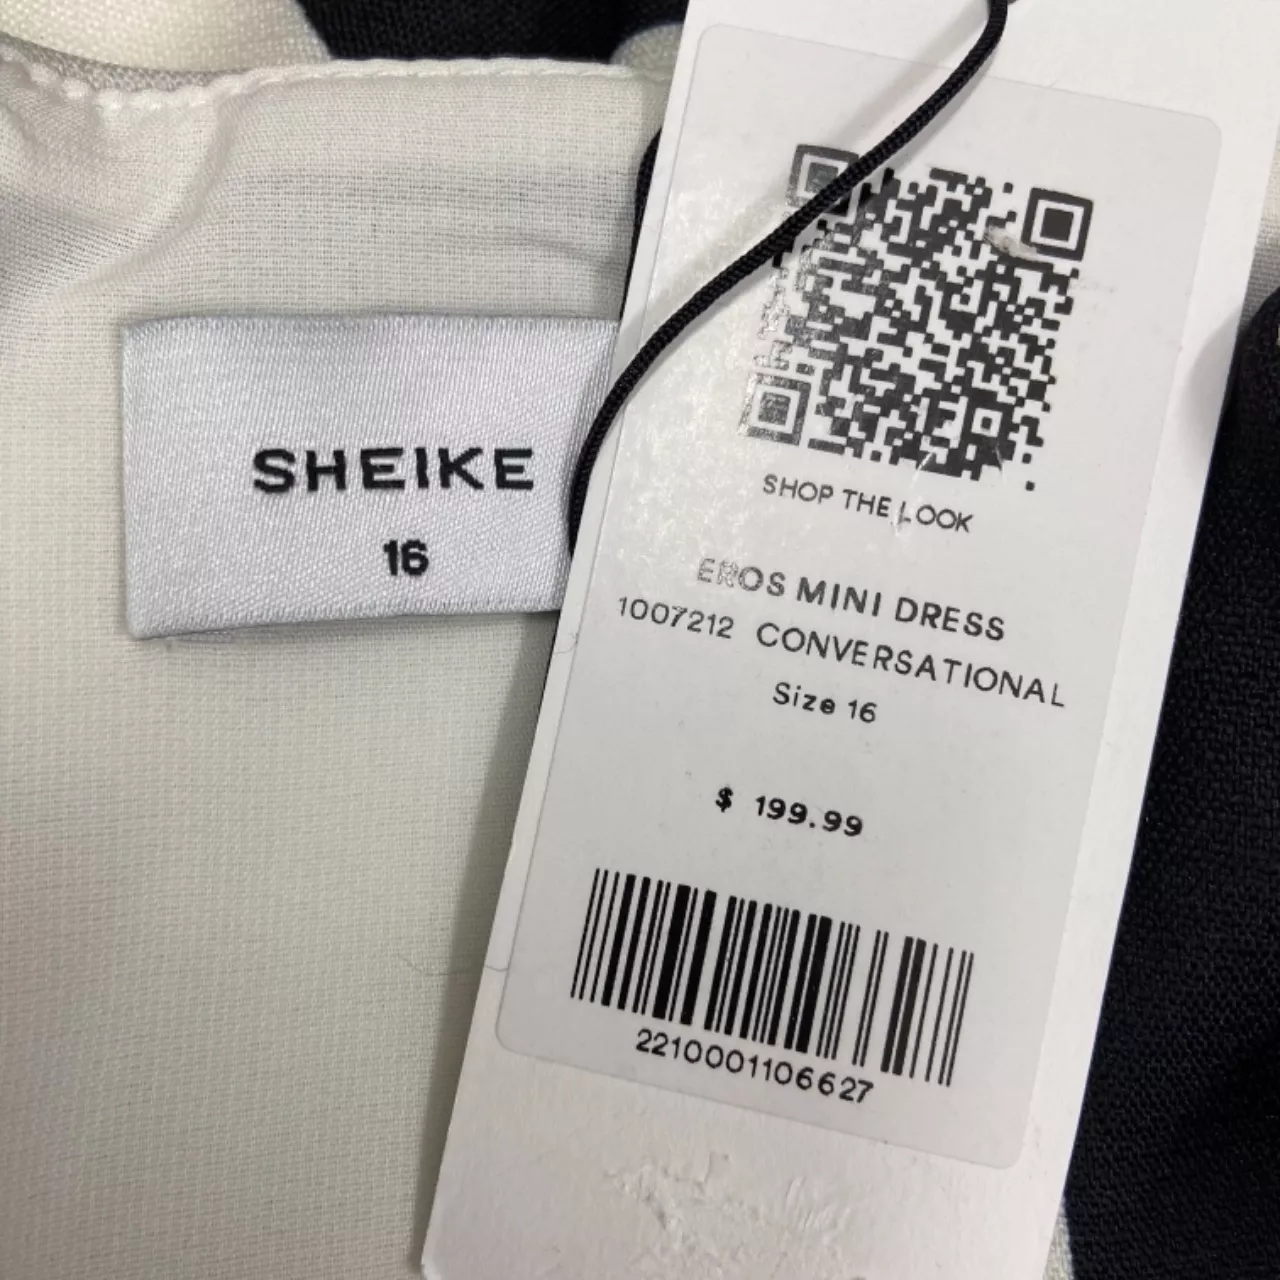 SHEIKE
16
SHOP THE LOOK
EROS MINI DRESS
1007212 CONVERSATIONAL
Size 16
$ 199.99
2210001106627